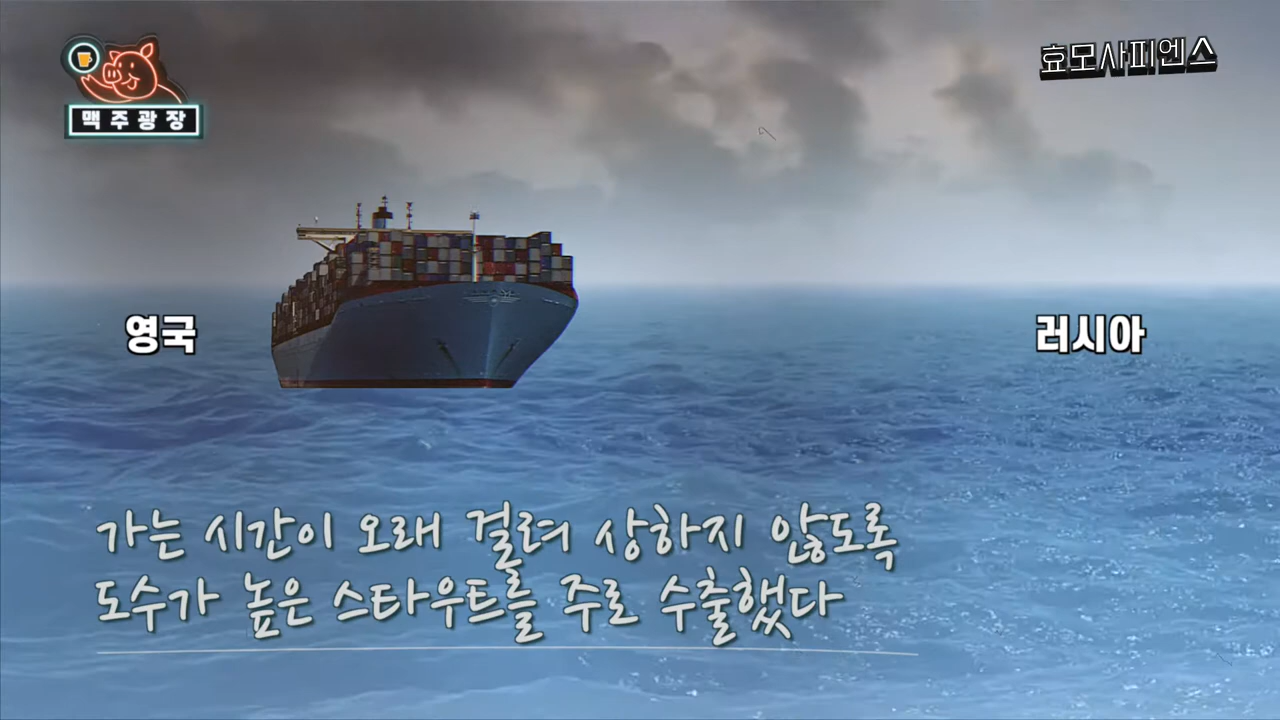 맥주광장
효모사피엔스
영국
러시아
가는 시간이 오래 걸려 상하지 않도록
도수가 높은 스타우트를 주로 수출했다